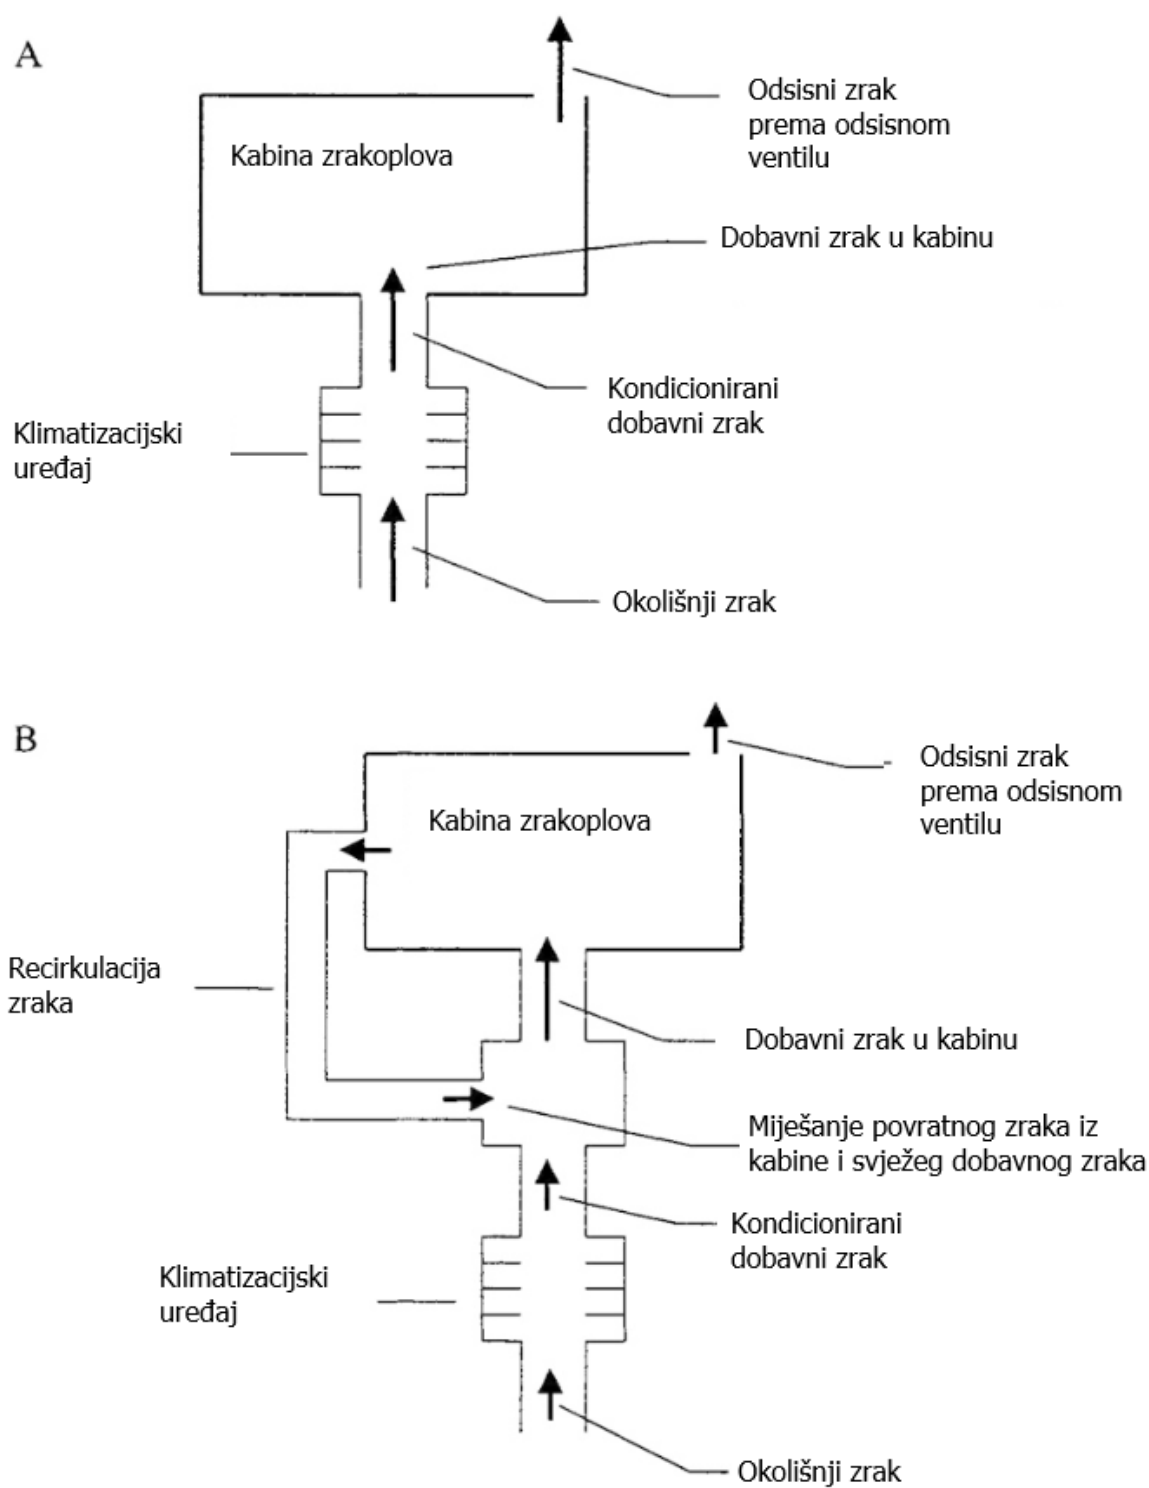 A
Odsisni zrak
prema odsisnom
ventilu
Kabina zrakoplova
Dobavni zrak u kabinu
Kondicionirani
dobavni zrak
Klimatizacijski
uređaj
Okolišnji zrak
B
Odsisni zrak
prema odsisnom
ventilu
Kabina zrakoplova
Recirkulacija
zraka
Dobavni zrak u kabinu
Miješanje povratnog zraka iz
kabine i svježeg dobavnog zraka
Kondicionirani
dobavni zrak
Klimatizacijski
uređaj
Okolišnji zrak